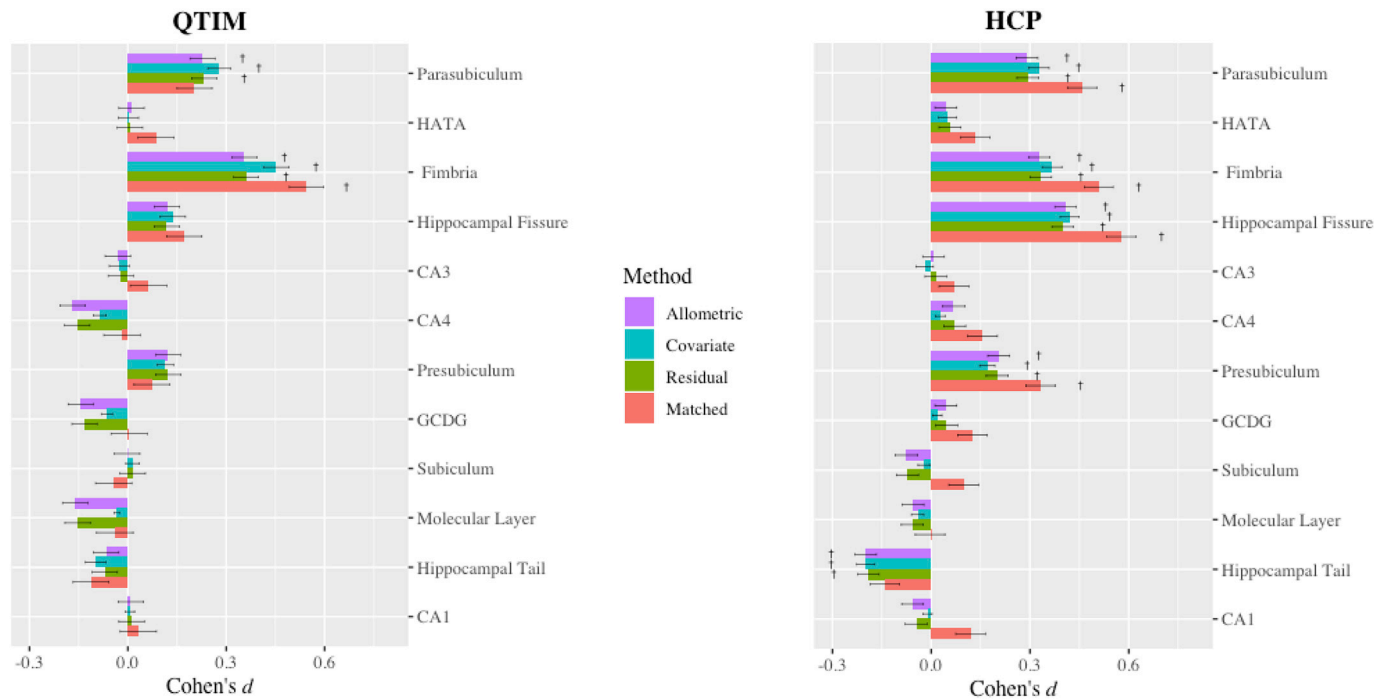 QTIM
Parasubiculum
HATA
Fimbria
Hippocampal Fissure
CA3
CA4
Presubiculum
GCDG
Subiculum
Molecular Layer
Hippocampal Tail
CA1
† † † † † † †
-0.3 0.0 0.3 0.6
Cohen's d
Method
Allometric
Covariate
Residual
Matched
HCP
Parasubiculum
HATA
Fimbria
Hippocampal Fissure
CA3
CA4
Presubiculum
GCDG
Subiculum
Molecular Layer
Hippocampal Tail
CA1
† † † † † † † † † † † † † † † † † † †
-0.3 0.0 0.3 0.6
Cohen's d